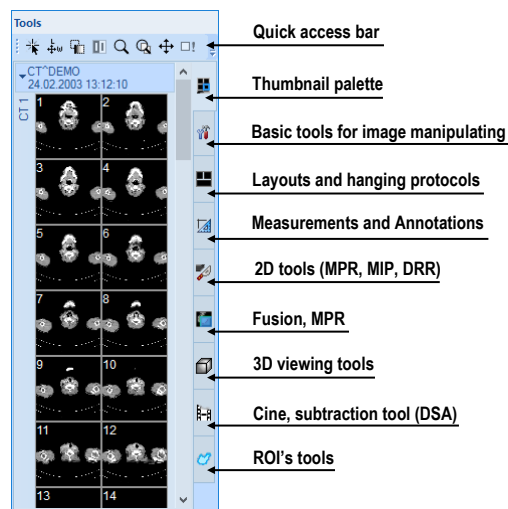 Tools
Quick access bar
CT^DEMO
24.02.2003 13:12:10
Thumbnail palette
CT 1
1 2
Basic tools for image manipulating
3 4
Layouts and hanging protocols
Measurements and Annotations
5 6
2D tools (MPR, MIP, DRR)
7 8
Fusion, MPR
9 10
3D viewing tools
Cine, subtraction tool (DSA)
11 12
ROI's tools
13 14